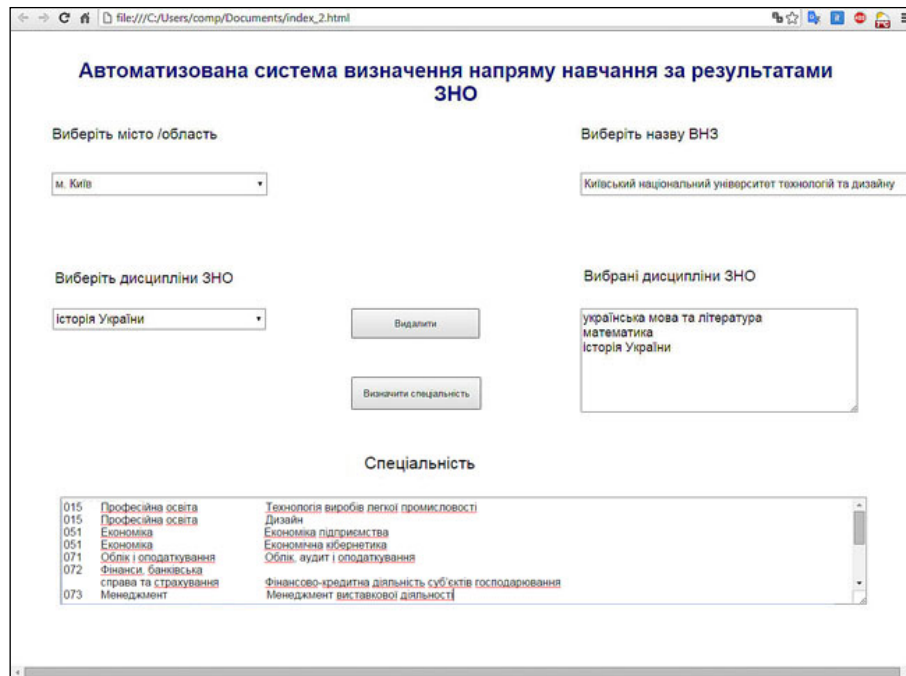 file:///C:/Users/comp/Documents/index_2.html
Автоматизована система визначення напряму навчання за результатами
ЗНО
Виберіть місто /область
Виберіть назву ВНЗ
м. Київ
Київський національний університет технологій та дизайну
Виберіть дисципліни ЗНО
Вибрані дисципліни ЗНО
історія України
Видалити
українська мова та література
математика
історія України
Визначити спеціальність
Спеціальність
015 Професійна освіта Технологія виробів легкої промисловості
015 Професійна освіта Дизайн
051 Економіка Економіка підприємства
051 Економіка Економічна кібернетика
071 Облік і оподаткування Облік, аудит і оподаткування
072 Фінанси, банківська
справа та страхування Фінансово-кредитна діяльність суб'єктів господарювання
073 Менеджмент Менеджмент виставкової діяльності